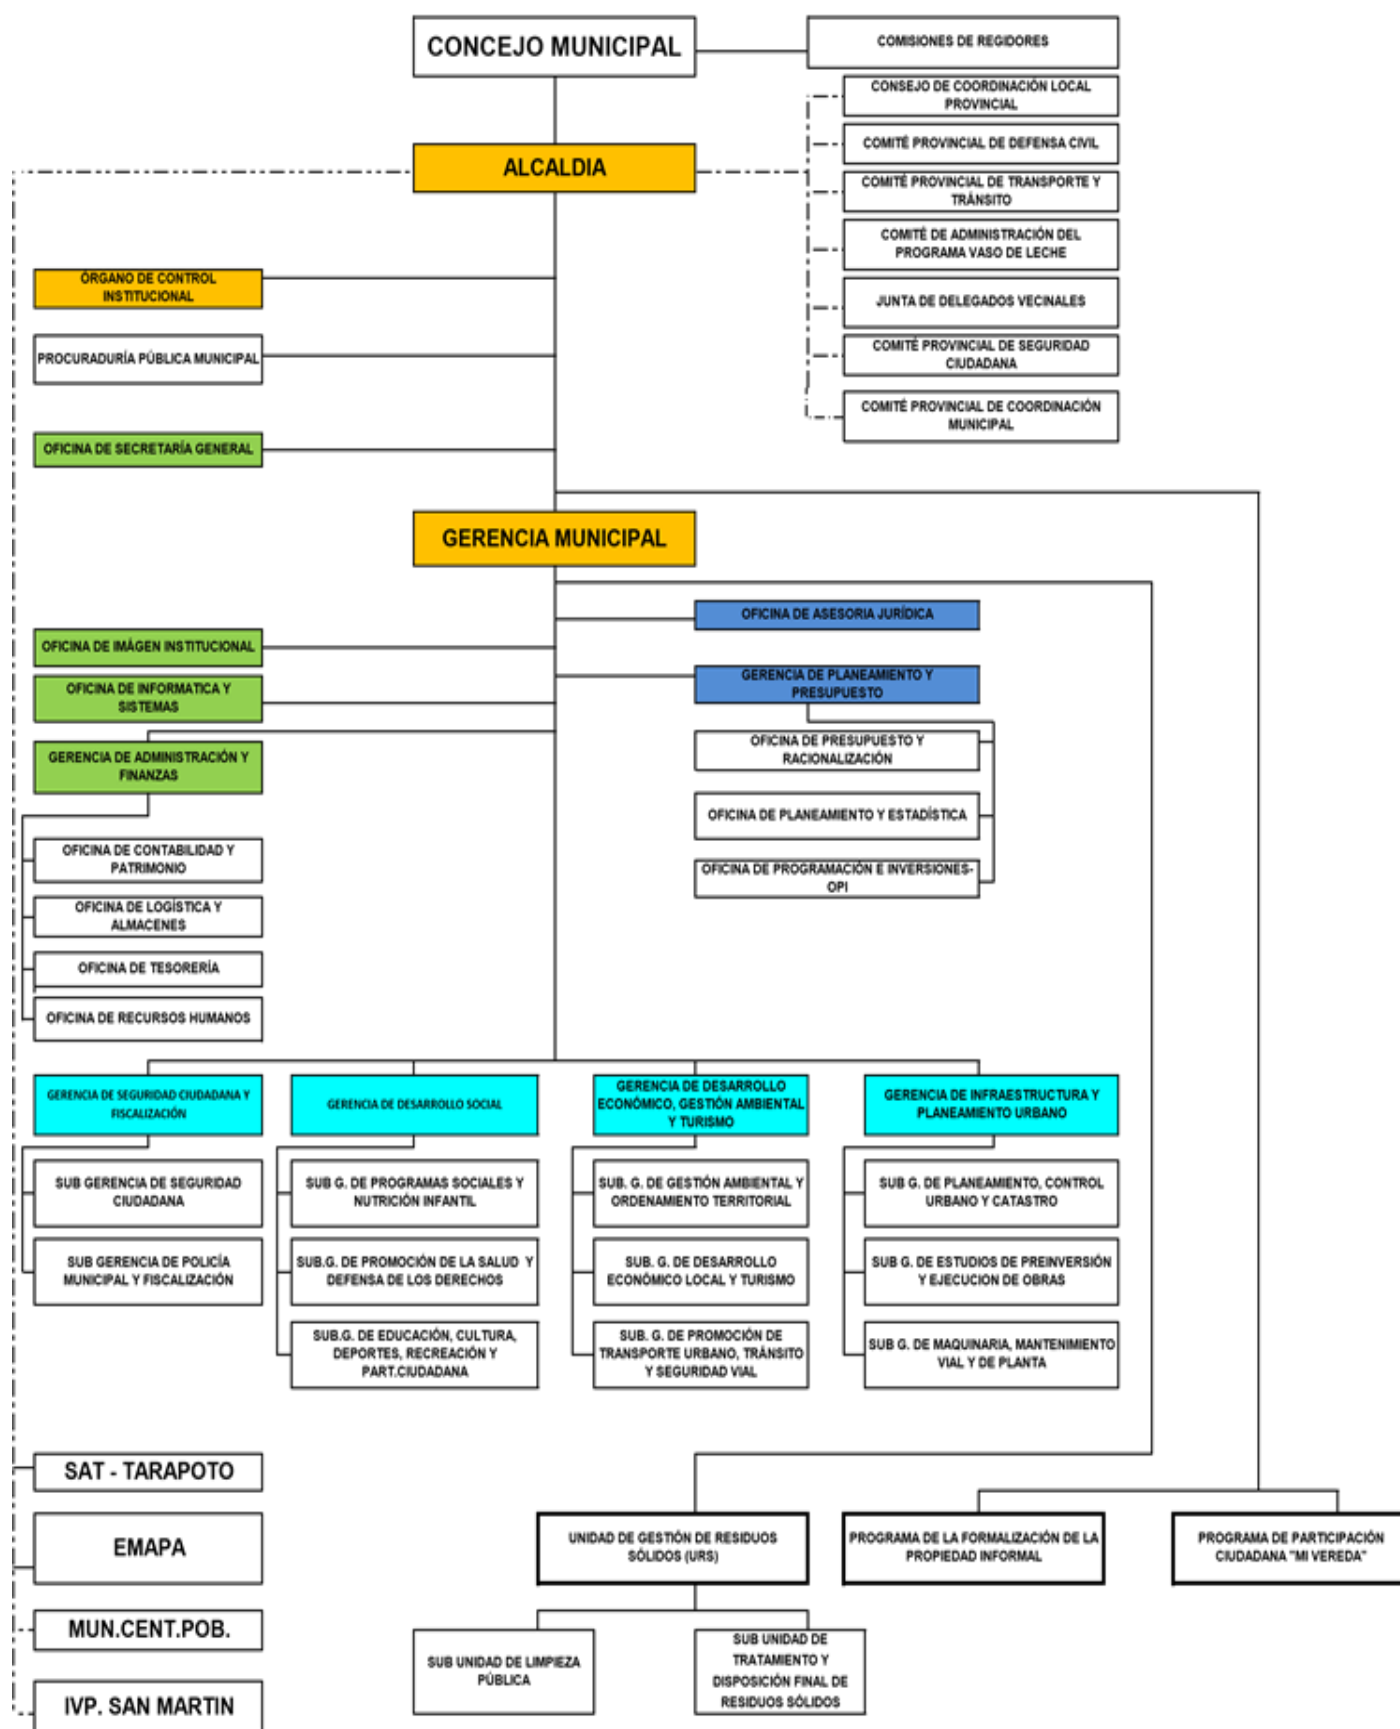 CONCEJO MUNICIPAL
COMISIONES DE REGIDORES
CONSEJO DE COORDINACIÓN LOCAL
PROVINCIAL
COMITÉ PROVINCIAL DE DEFENSA CIVIL
ALCALDIA
COMITÉ PROVINCIAL DE TRANSPORTE Y
TRÁNSITO
COMITÉ DE ADMINISTRACIÓN DEL
PROGRAMA VASO DE LECHE
ÓRGANO DE CONTROL
INSTITUCIONAL
JUNTA DE DELEGADOS VECINALES
PROCURADURÍA PÚBLICA MUNICIPAL
COMITÉ PROVINCIAL DE SEGURIDAD
CIUDADANA
COMITÉ PROVINCIAL DE COORDINACIÓN
MUNICIPAL
OFICINA DE SECRETARÍA GENERAL
GERENCIA MUNICIPAL
OFICINA DE ASESORIA JURÍDICA
OFICINA DE IMÁGEN INSTITUCIONAL
GERENCIA DE PLANEAMIENTO Y
PRESUPUESTO
OFICINA DE INFORMATICA Y
SISTEMAS
OFICINA DE PRESUPUESTO Y
RACIONALIZACIÓN
GERENCIA DE ADMINISTRACIÓN Y
FINANZAS
OFICINA DE PLANEAMIENTO Y ESTADÍSTICA
OFICINA DE CONTABILIDAD Y
PATRIMONIO
OFICINA DE PROGRAMACIÓN E INVERSIONES-
OPI
OFICINA DE LOGÍSTICA Y
ALMACENES
OFICINA DE TESORERÍA
OFICINA DE RECURSOS HUMANOS
GERENCIA DE SEGURIDAD CIUDADANA Y
FISCALIZACIÓN
GERENCIA DE DESARROLLO SOCIAL
GERENCIA DE DESARROLLO
ECONÓMICO, GESTIÓN AMBIENTAL
Y TURISMO
GERENCIA DE INFRAESTRUCTURA Y
PLANEAMIENTO URBANO
SUB GERENCIA DE SEGURIDAD
CIUDADANA
SUB G. DE PROGRAMAS SOCIALES Y
NUTRICIÓN INFANTIL
SUB. G. DE GESTIÓN AMBIENTAL Y
ORDENAMIENTO TERRITORIAL
SUB G. DE PLANEAMIENTO, CONTROL
URBANO Y CATASTRO
SUB GERENCIA DE POLICÍA
MUNICIPAL Y FISCALIZACIÓN
SUB.G. DE PROMOCIÓN DE LA SALUD Y
DEFENSA DE LOS DERECHOS
SUB. G. DE DESARROLLO
ECONÓMICO LOCAL Y TURISMO
SUB G. DE ESTUDIOS DE PREINVERSIÓN
Y EJECUCION DE OBRAS
SUB.G. DE EDUCACIÓN, CULTURA,
DEPORTES, RECREACIÓN Y
PART.CIUDADANA
SUB. G. DE PROMOCIÓN DE
TRANSPORTE URBANO, TRÁNSITO
Y SEGURIDAD VIAL
SUB G. DE MAQUINARIA, MANTENIMIENTO
VIAL Y DE PLANTA
SAT - TARAPOTO
EMAPA
UNIDAD DE GESTIÓN DE RESIDUOS
SÓLIDOS (URS)
PROGRAMA DE LA FORMALIZACIÓN DE LA
PROPIEDAD INFORMAL
PROGRAMA DE PARTICIPACIÓN
CIUDADANA "MI VEREDA"
MUN.CENT.POB.
SUB UNIDAD DE LIMPIEZA
PÚBLICA
SUB UNIDAD DE
TRATAMIENTO Y
DISPOSICIÓN FINAL DE
RESIDUOS SÓLIDOS
IVP. SAN MARTIN